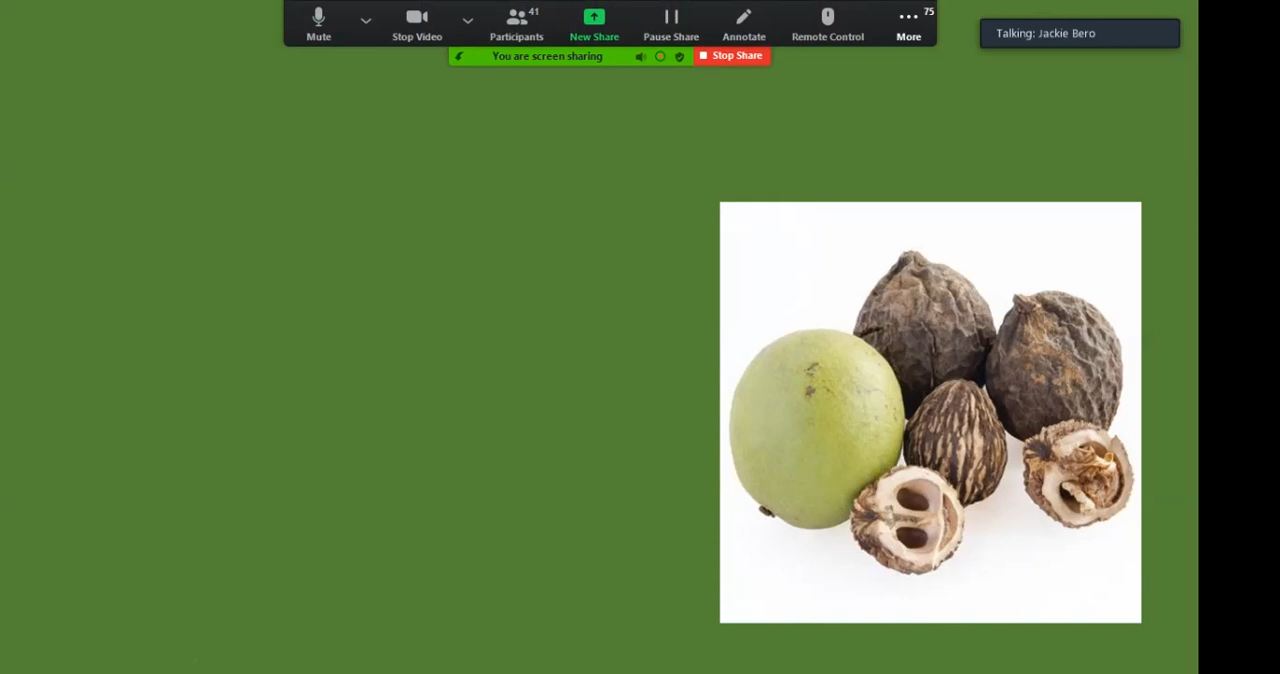 41
75
Mute
Stop Video
Participants
New Share
Pause Share
Annotate
Remote Control
More
Talking: Jackie Bero
You are screen sharing
Stop Share